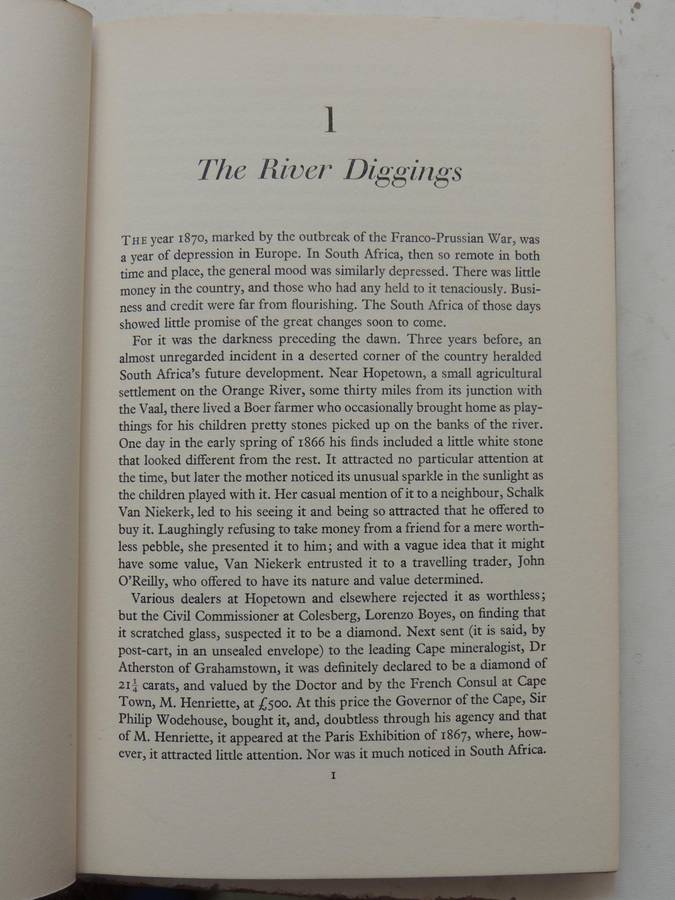 1
The River Diggings
THE year 1870, marked by the outbreak of the Franco-Prussian War, was
a year of depression in Europe. In South Africa, then so remote in both
time and place, the general mood was similarly depressed. There was little
money in the country, and those who had any held to it tenaciously. Busi-
ness and credit were far from flourishing. The South Africa of those days
showed little promise of the great changes soon to come.
For it was the darkness preceding the dawn. Three years before, an
almost unregarded incident in a deserted corner of the country heralded
South Africa's future development. Near Hopetown, a small agricultural
settlement on the Orange River, some thirty miles from its junction with
the Vaal, there lived a Boer farmer who occasionally brought home as play-
things for his children pretty stones picked up on the banks of the river.
One day in the early spring of 1866 his finds included a little white stone
that looked different from the rest. It attracted no particular attention at
the time, but later the mother noticed its unusual sparkle in the sunlight as
the children played with it. Her casual mention of it to a neighbour, Schalk
Van Niekerk, led to his seeing it and being so attracted that he offered to
buy it. Laughingly refusing to take money from a friend for a mere worth-
less pebble, she presented it to him; and with a vague idea that it might
have some value, Van Niekerk entrusted it to a travelling trader, John
O'Reilly, who offered to have its nature and value determined.
Various dealers at Hopetown and elsewhere rejected it as worthless;
but the Civil Commissioner at Colesberg, Lorenzo Boyes, on finding that
it scratched glass, suspected it to be a diamond. Next sent (it is said, by
post-cart, in an unsealed envelope) to the leading Cape mineralogist, Dr
Atherston of Grahamstown, it was definitely declared to be a diamond of
21¼ carats, and valued by the Doctor and by the French Consul at Cape
Town, M. Henriette, at £500. At this price the Governor of the Cape, Sir
Philip Wodehouse, bought it, and, doubtless through his agency and that
of M. Henriette, it appeared at the Paris Exhibition of 1867, where, how-
ever, it attracted little attention. Nor was it much noticed in South Africa.
1